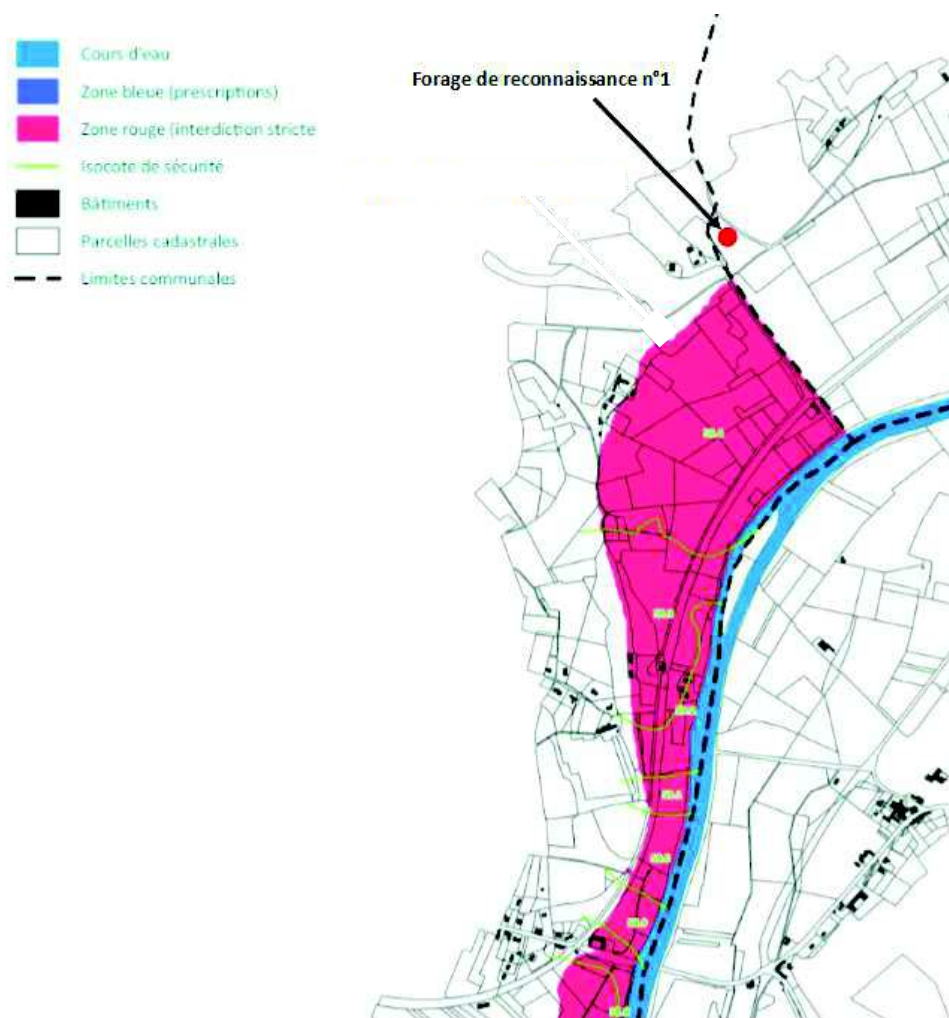 Cours d'eau
Zone bleue (prescriptions)
Zone rouge (interdiction stricte
Isocote de sécurité
Bâtiments
Parcelles cadastrales
Limites communales
Forage de reconnaissance n°1